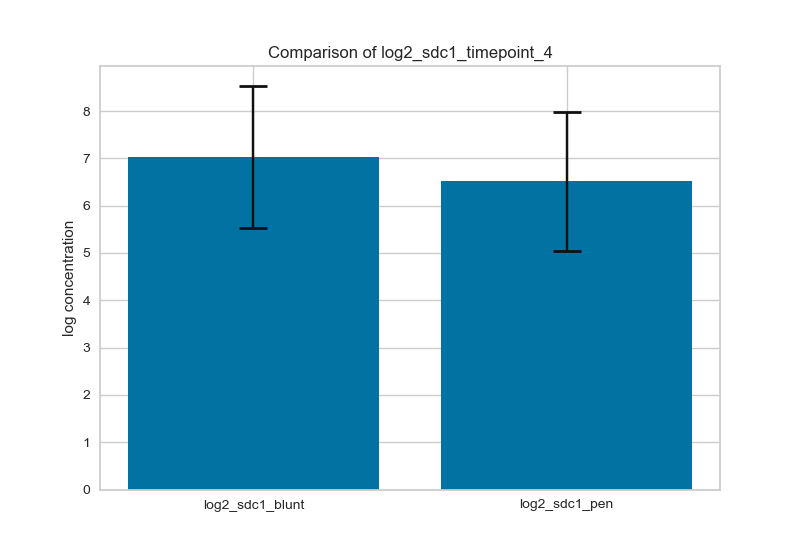 Comparison of log2_sdc1_timepoint_4
log concentration
8
7
6
5
4
3
2
1
0
log2_sdc1_blunt
log2_sdc1_pen